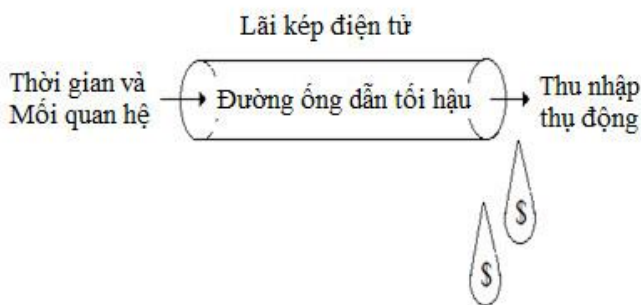 Lãi kép điện tử
Thời gian và
Mối quan hệ
Đường ống dẫn tối hậu
Thu nhập
thụ động
$
$